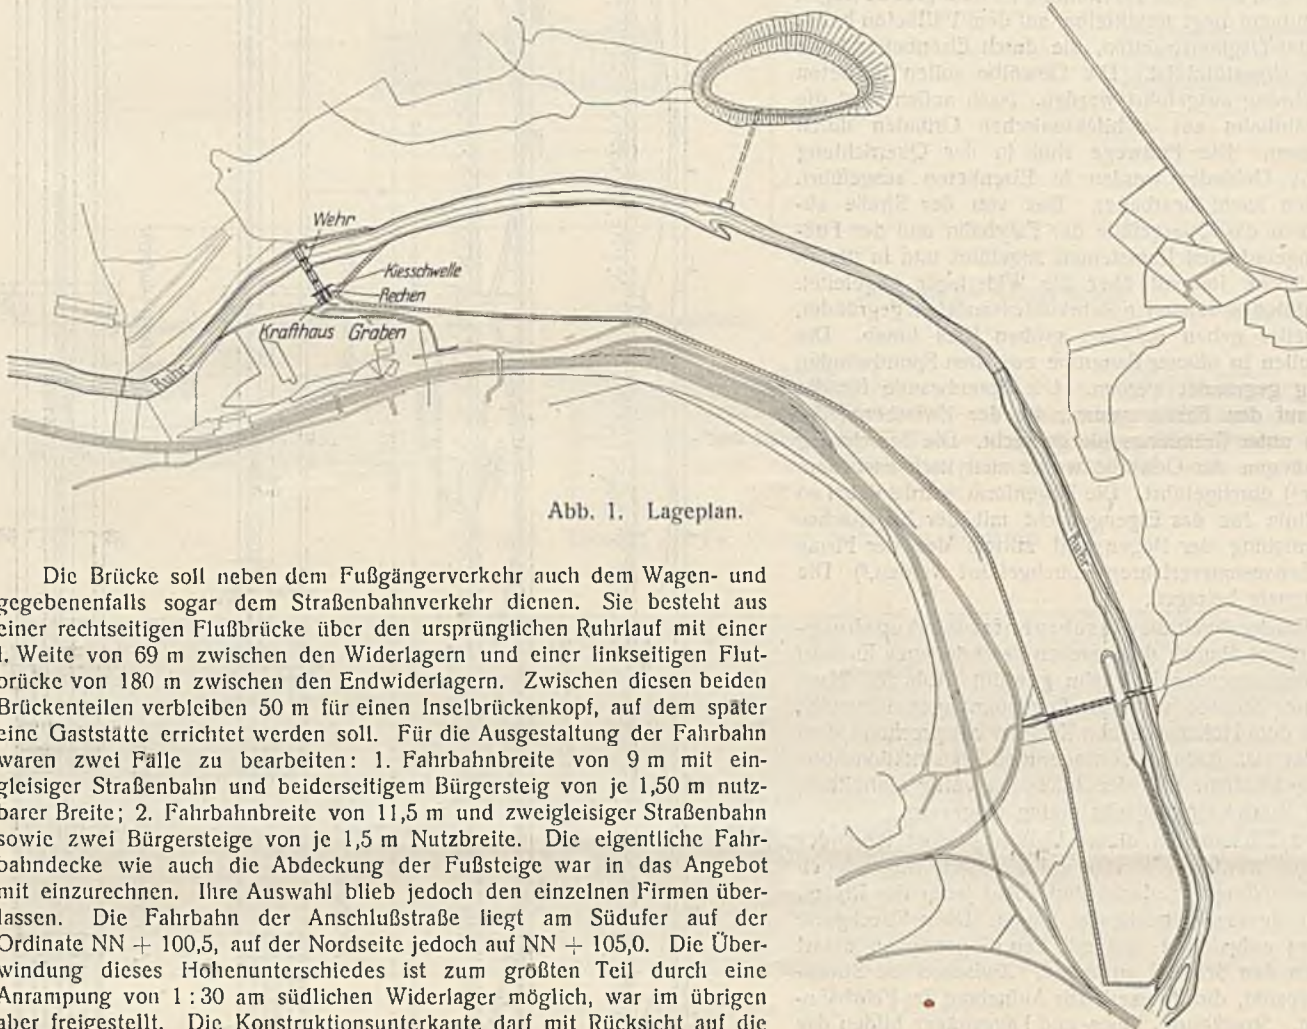 Wehr
Kiesschwelle
Rechen
Krafthaus Graben
Ruhr
Ruhr
Abb. 1. Lageplan.
Die Brücke soll neben dem Fußgängerverkehr auch dem Wagen- und
gegebenenfalls sogar dem Straßenbahnverkehr dienen. Sie besteht aus
einer rechtseitigen Flußbrücke über den ursprünglichen Ruhrlauf mit einer
l. Weite von 69 m zwischen den Widerlagern und einer linkseitigen Flut-
brücke von 180 m zwischen den Endwiderlagern. Zwischen diesen beiden
Brückenteilen verbleiben 50 m für einen Inselbrückenkopf, auf dem später
eine Gaststätte errichtet werden soll. Für die Ausgestaltung der Fahrbahn
waren zwei Fälle zu bearbeiten: 1. Fahrbahnbreite von 9 m mit ein-
gleisiger Straßenbahn und beiderseitigem Bürgersteig von je 1,50 m nutz-
barer Breite; 2. Fahrbahnbreite von 11,5 m und zweigleisiger Straßenbahn
sowie zwei Bürgersteige von je 1,5 m Nutzbreite. Die eigentliche Fahr-
bahndecke wie auch die Abdeckung der Fußsteige war in das Angebot
mit einzurechnen. Ihre Auswahl blieb jedoch den einzelnen Firmen über-
lassen. Die Fahrbahn der Anschlußstraße liegt am Südufer auf der
Ordinate NN + 100,5, auf der Nordseite jedoch auf NN + 105,0. Die Über-
windung dieses Höhenunterschiedes ist zum größten Teil durch eine
Anrampung von 1 : 30 am südlichen Widerlager möglich, war im übrigen
aber freigestellt. Die Konstruktionsunterkante darf mit Rücksicht auf die